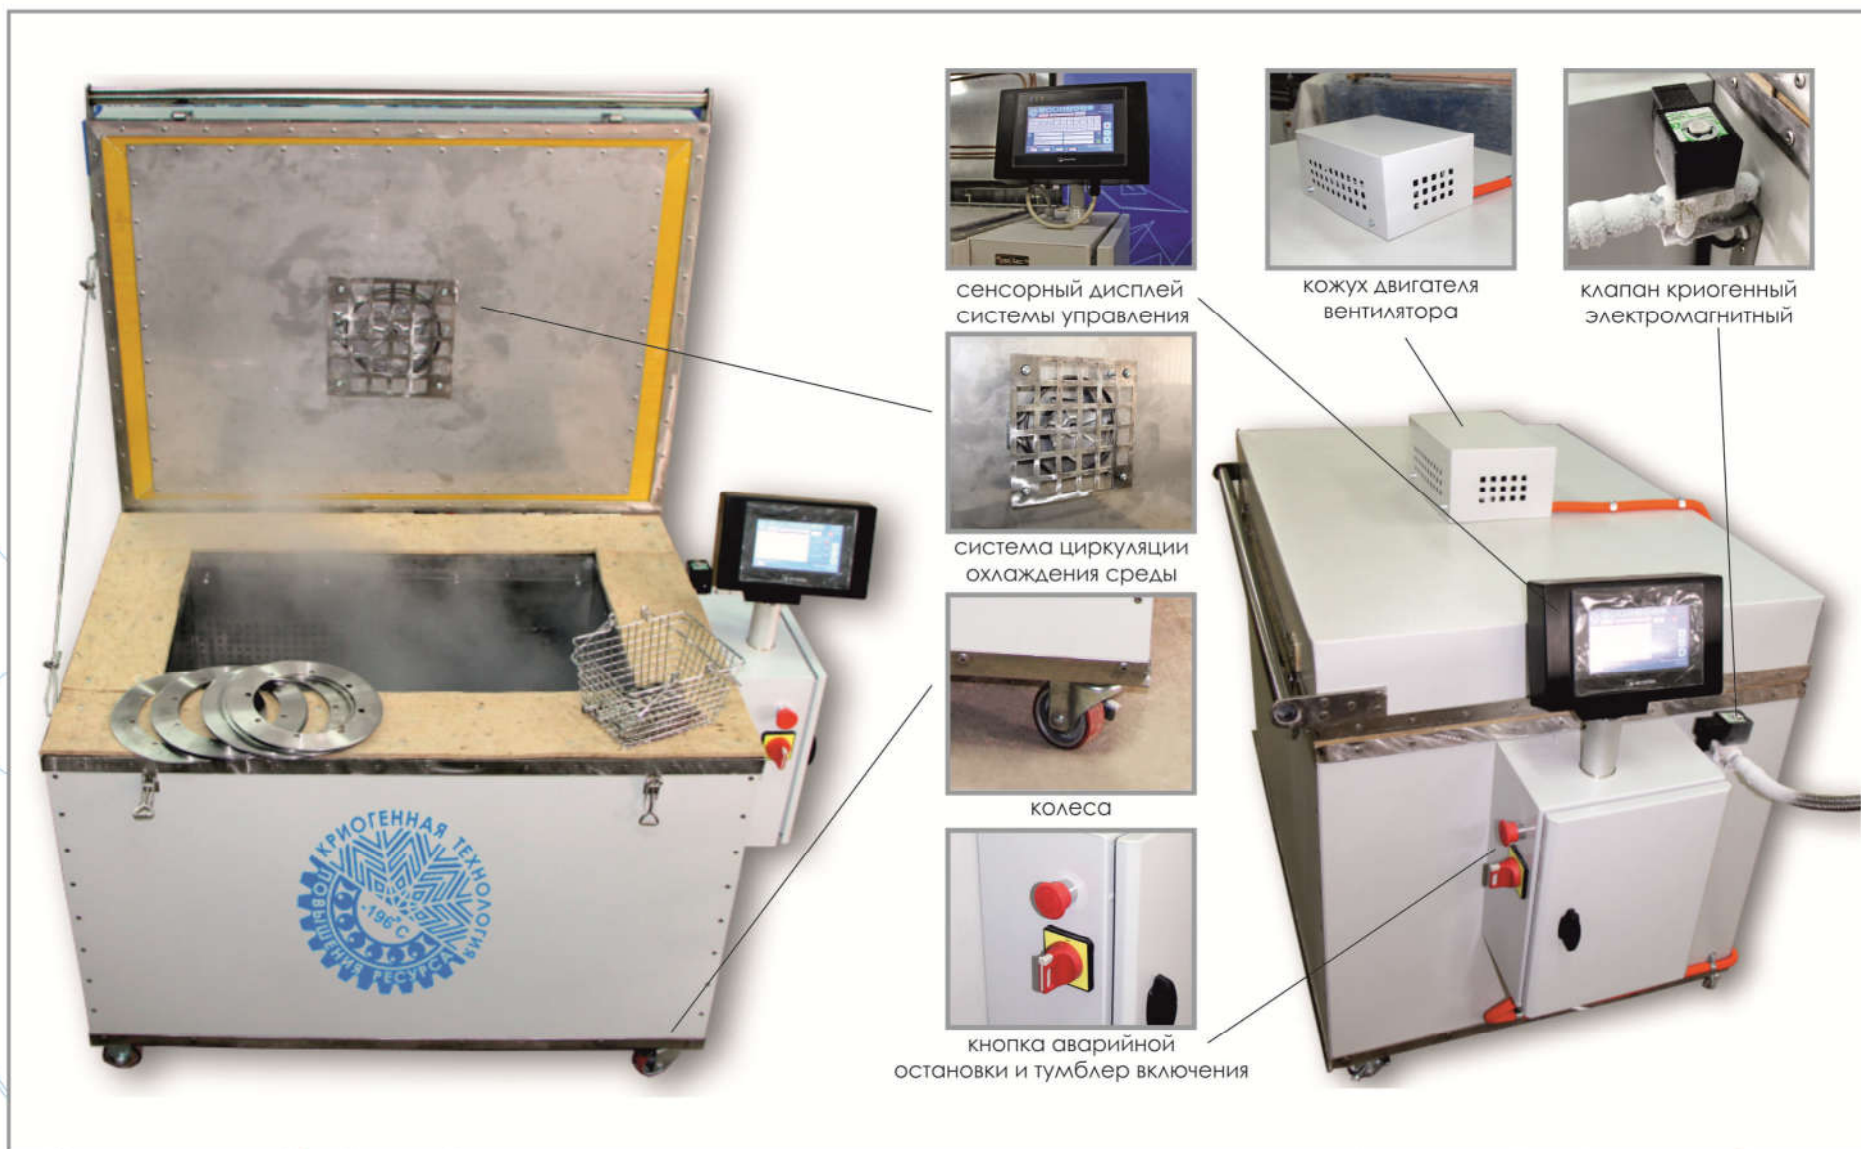 сенсорный дисплей
системы управления
кожух двигателя
вентилятора
клапан криогенный
электромагнитный
система циркуляции
охлаждения среды
колеса
кнопка аварийной
остановки и тумблер включения
КРИОГЕННАЯ ТЕХНОЛОГИЯ
ПОВЫШЕНИЯ РЕСУРСА
-196°C